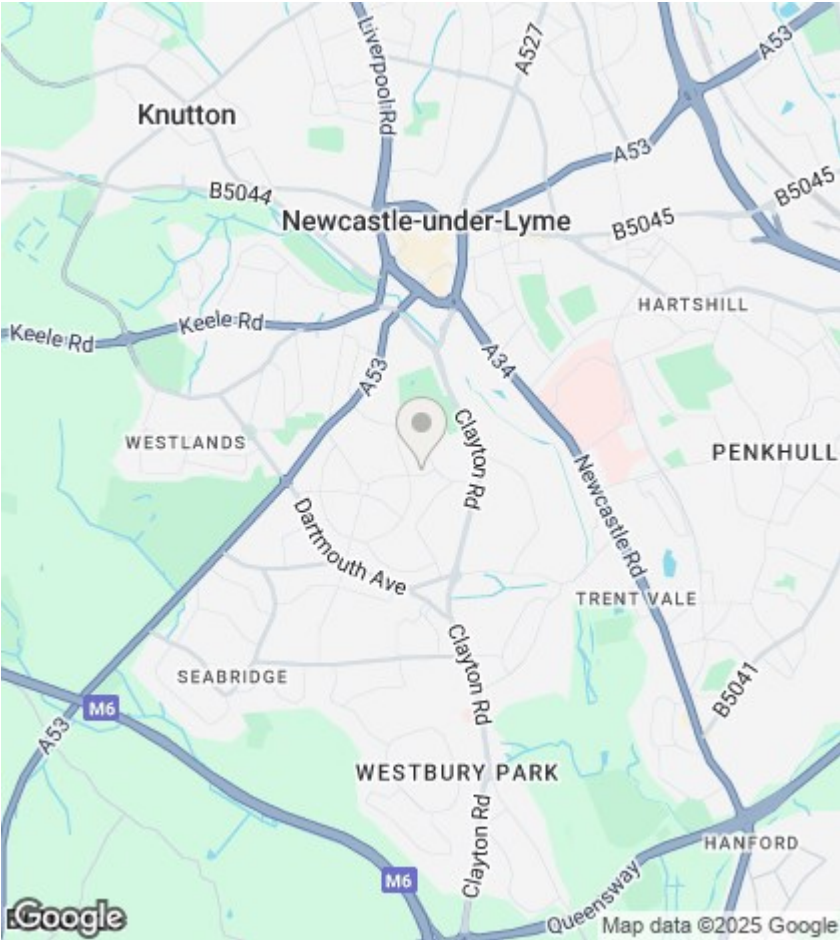 Liverpool Rd
A527
A53
Knutton
A53
B5044
B5045
B5045
Newcastle-under-Lyme
HARTSHILL
Keele Rd
Keele Rd
A34
A53
Clayton Rd
WESTLANDS
PENKHULL
Newcastle Rd
Dartmouth Ave
TRENT VALE
Clayton Rd
SEABRIDGE
B5041
M6
A53
WESTBURY PARK
Clayton Rd
HANFORD
M6
Queensway
Google
Map data ©2025 Google